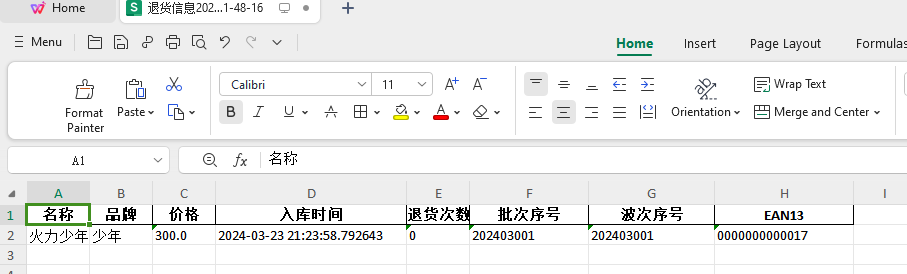 Home
退货信息202...1-48-16
Menu
Home Insert Page Layout Formulas
Format Painter
Paste
Calibri 11
B I U A
Orientation
Wrap Text
Merge and Center
A1 fx 名称
A B C D E F G H I
1 名称 品牌 价格 入库时间 退货次数 批次序号 波次序号 EAN13
2 火力少年 少年 300.0 2024-03-23 21:23:58.792643 0 202403001 202403001 0000000000017
3
4